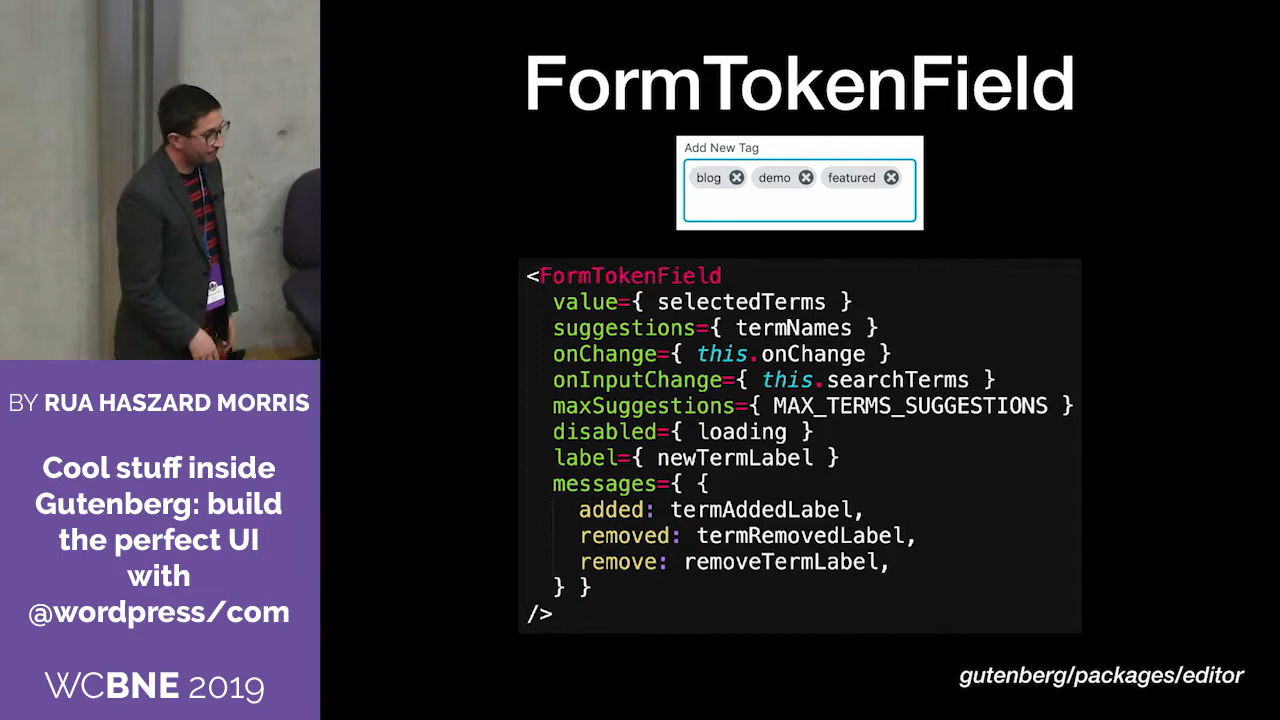 FormTokenField
Add New Tag
blog demo featured
<FormTokenField
value={ selectedTerms }
suggestions={ termNames }
onChange={ this.onChange }
onInputChange={ this.searchTerms }
maxSuggestions={ MAX_TERMS_SUGGESTIONS }
disabled={ loading }
label={ newTermLabel }
messages={ {
added: termAddedLabel,
removed: termRemovedLabel,
remove: removeTermLabel,
} }
/>
gutenberg/packages/editor
BY RUA HASZARD MORRIS
Cool stuff inside
Gutenberg: build
the perfect UI
with
@wordpress/com
WCBNE 2019